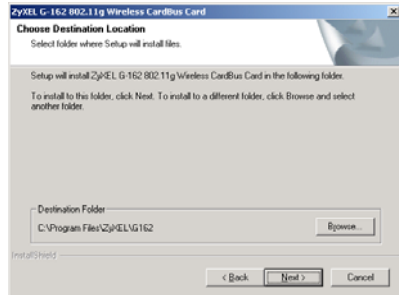 ZyXEL G-162 802.11g Wireless CardBus Card
Choose Destination Location
Select folder where Setup will install files.
Setup will install ZyXEL G-162 802.11g Wireless CardBus Card in the following folder.
To install to this folder, click Next. To install to a different folder, click Browse and select
another folder.
Destination Folder
C:\Program Files\ZyXEL\G162
Browse...
InstallShield
< Back
Next >
Cancel